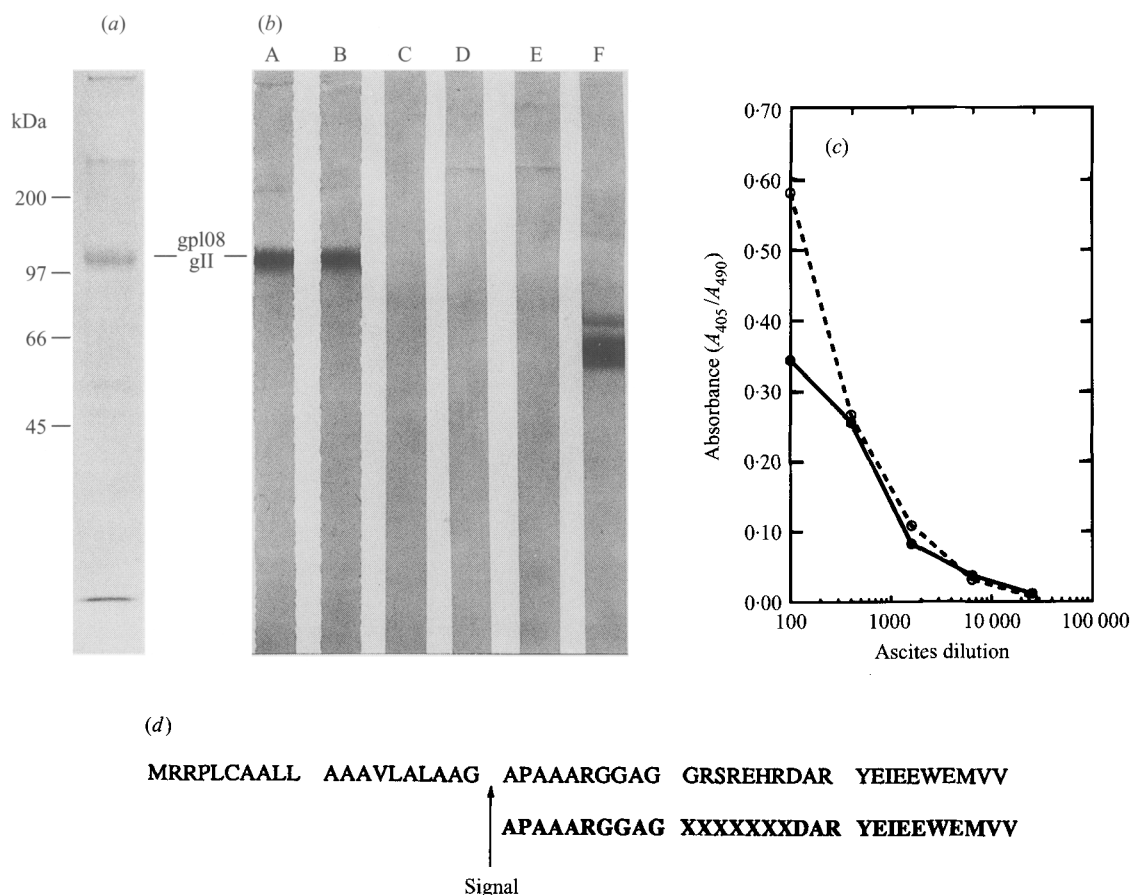 (a) (b)
A B C D E F
kDa
200
97
66
45
gpl08
gII
(c)
0·70
0·60
0·50
0·40
0·30
0·20
0·10
0·00
Absorbance (A405/A490)
100 1000 10 000 100 000
Ascites dilution
(d)
MRRPLCAALL AAAVLALAAG APAAARGGAG GRSREHRDAR YEIEEWEMVV
APAAARGGAG XXXXXXXDAR YEIEEWEMVV
Signal